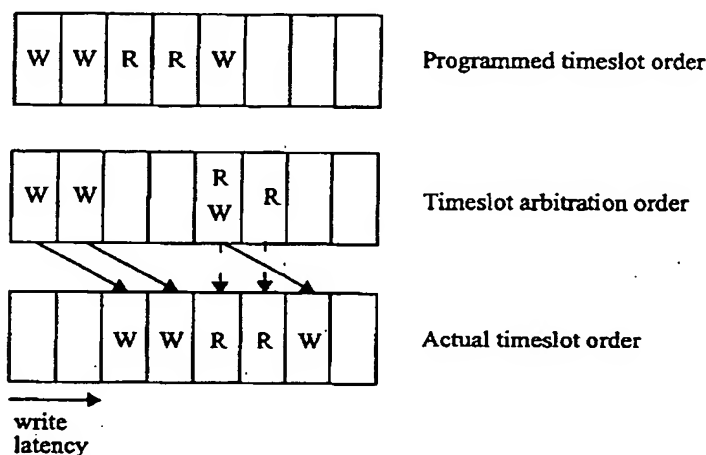 W W R R W Programmed timeslot order
R
W W R Timeslot arbitration order
W
W W R R W Actual timeslot order
write
latency